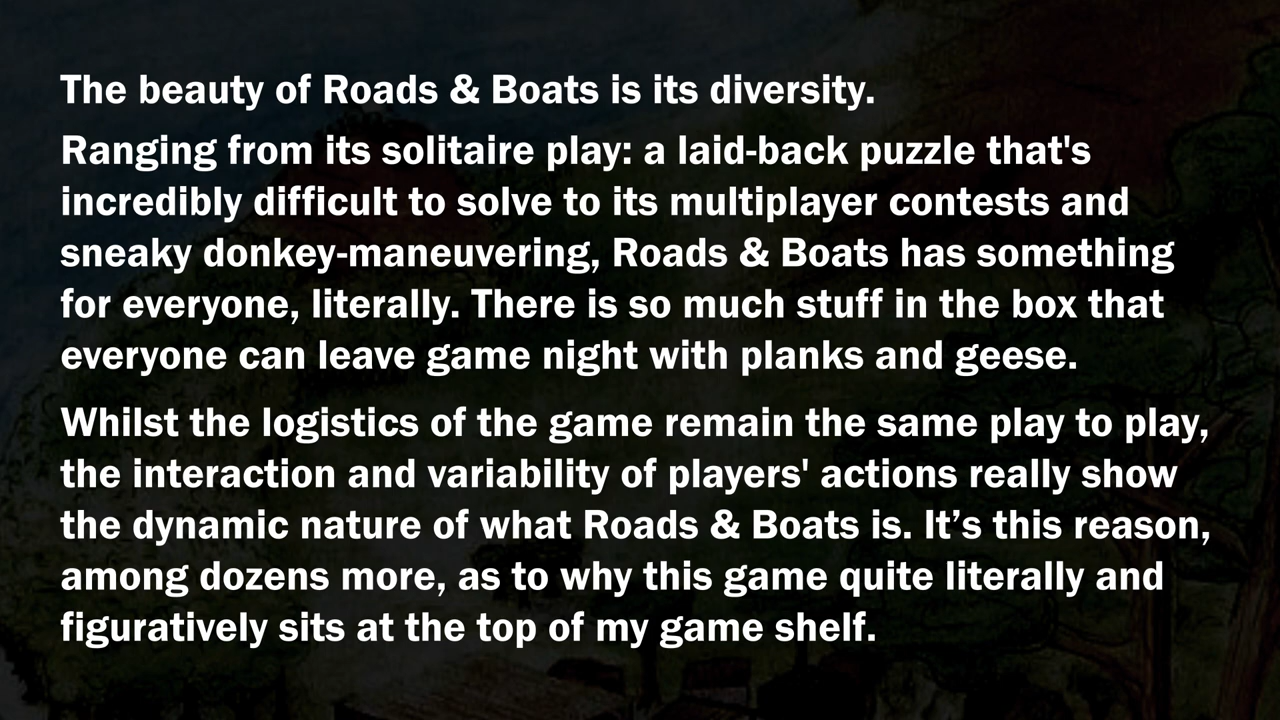 The beauty of Roads & Boats is its diversity.
Ranging from its solitaire play: a laid-back puzzle that's
incredibly difficult to solve to its multiplayer contests and
sneaky donkey-maneuvering, Roads & Boats has something
for everyone, literally. There is so much stuff in the box that
everyone can leave game night with planks and geese.
Whilst the logistics of the game remain the same play to play,
the interaction and variability of players' actions really show
the dynamic nature of what Roads & Boats is. It’s this reason,
among dozens more, as to why this game quite literally and
figuratively sits at the top of my game shelf.